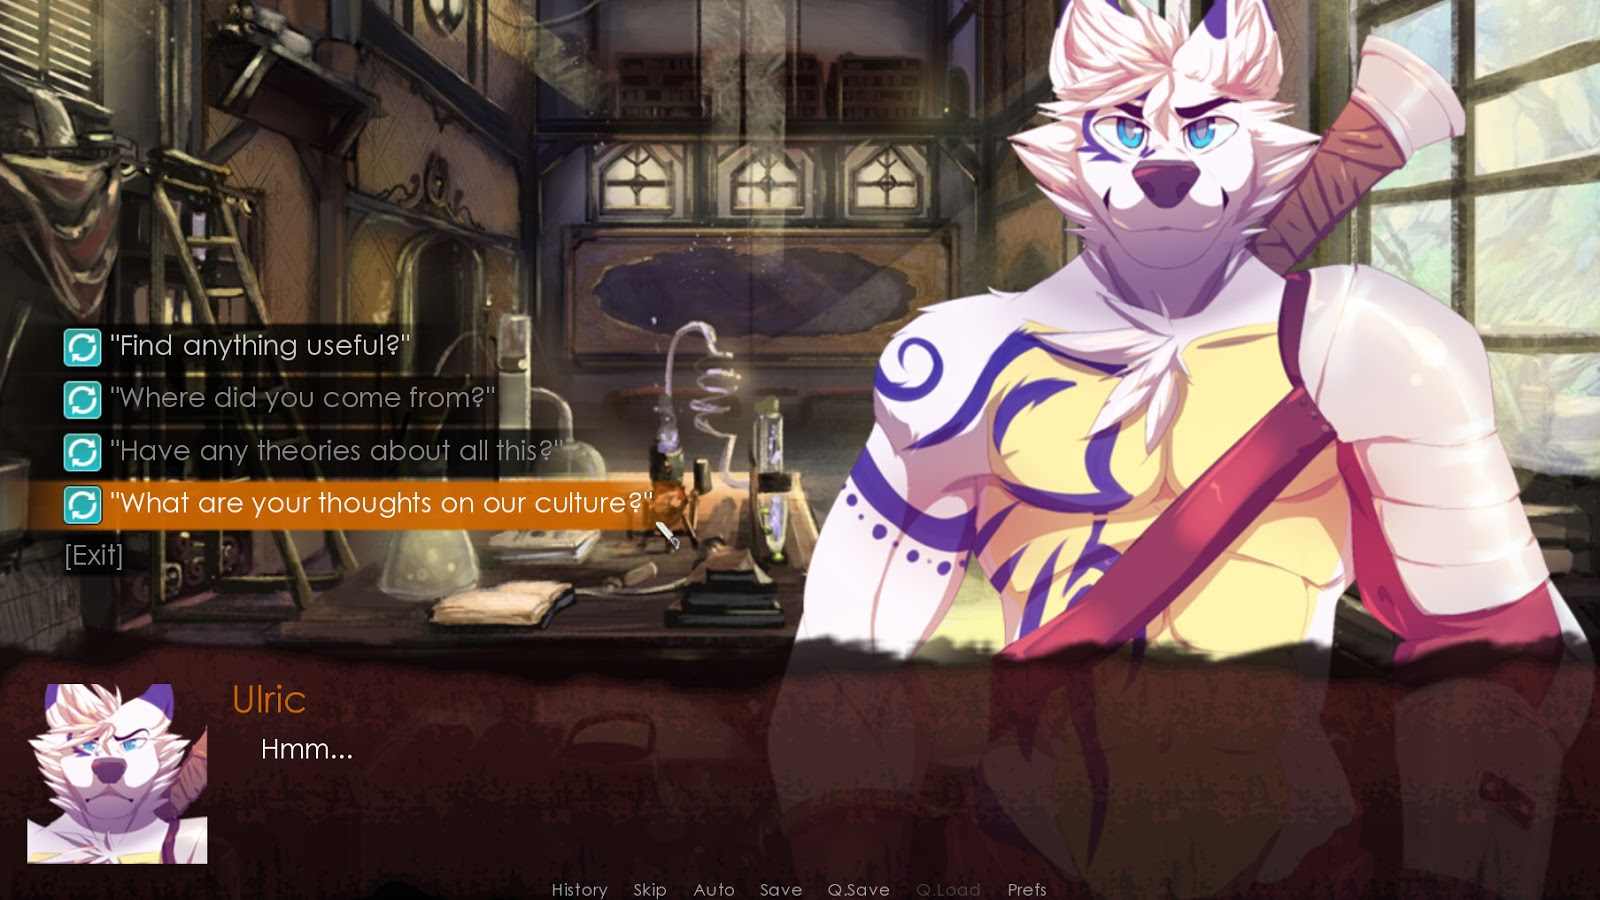 "Find anything useful?"
"Where did you come from?"
"Have any theories about all this?"
"What are your thoughts on our culture?"
[Exit]
Ulric
Hmm...
History Skip Auto Save Q.Save Q.Load Prefs